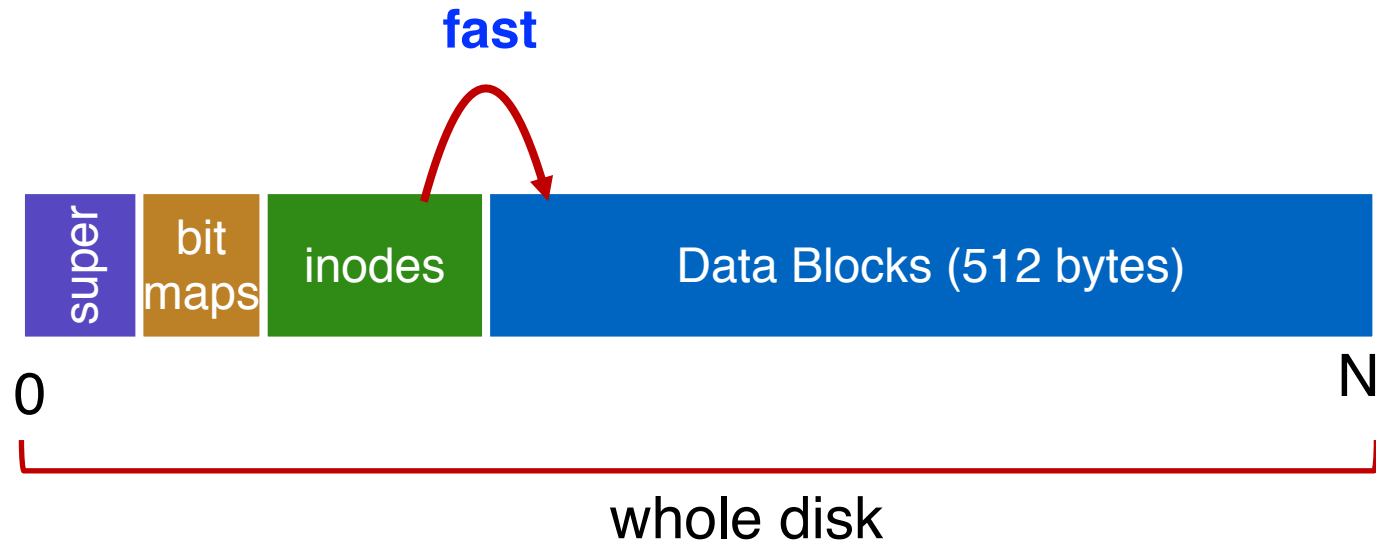 fast
super
bit
maps
inodes
Data Blocks (512 bytes)
0
N
whole disk